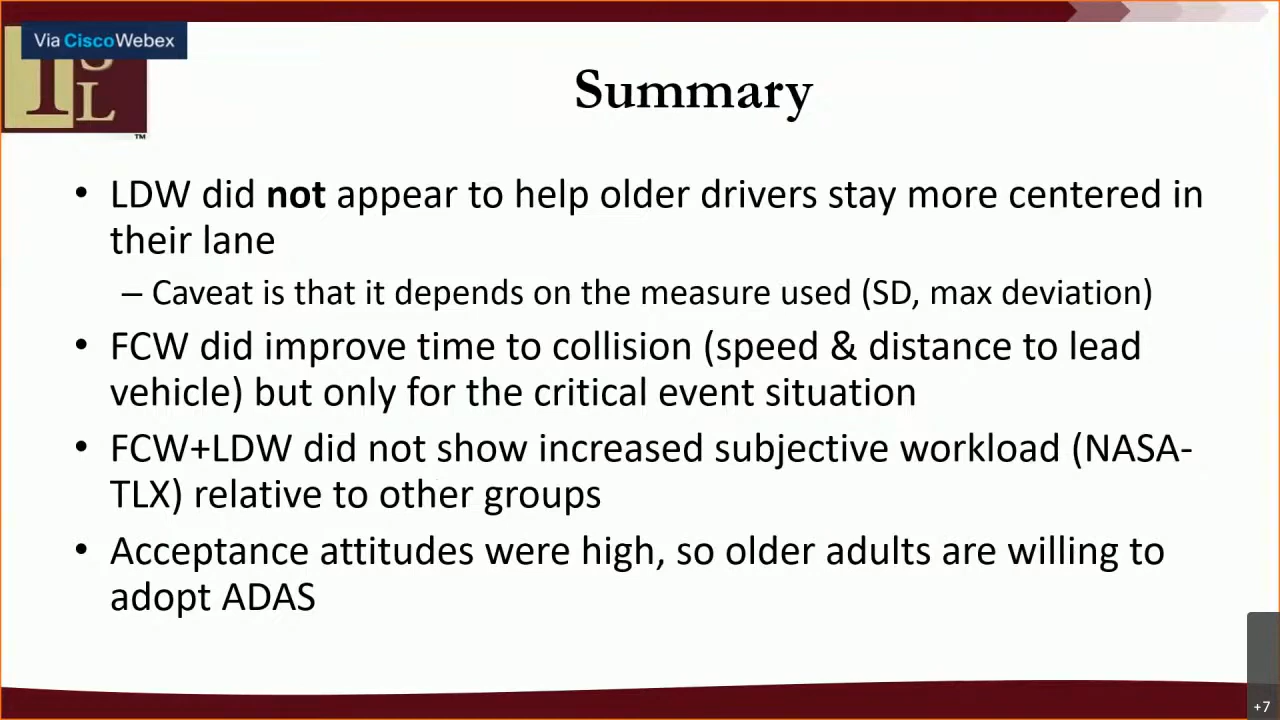 Via CiscoWebex
I S
L
™
Summary
• LDW did not appear to help older drivers stay more centered in
their lane
– Caveat is that it depends on the measure used (SD, max deviation)
• FCW did improve time to collision (speed & distance to lead
vehicle) but only for the critical event situation
• FCW+LDW did not show increased subjective workload (NASA-
TLX) relative to other groups
• Acceptance attitudes were high, so older adults are willing to
adopt ADAS
+7